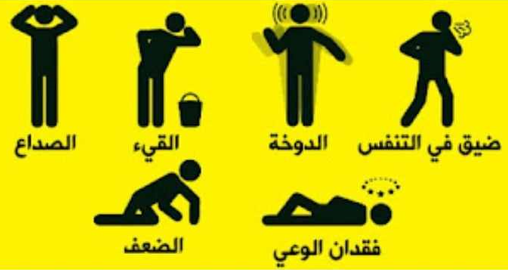 ضيق في التنفس
الدوخة
القيء
الصداع
فقدان الوعي
الضعف